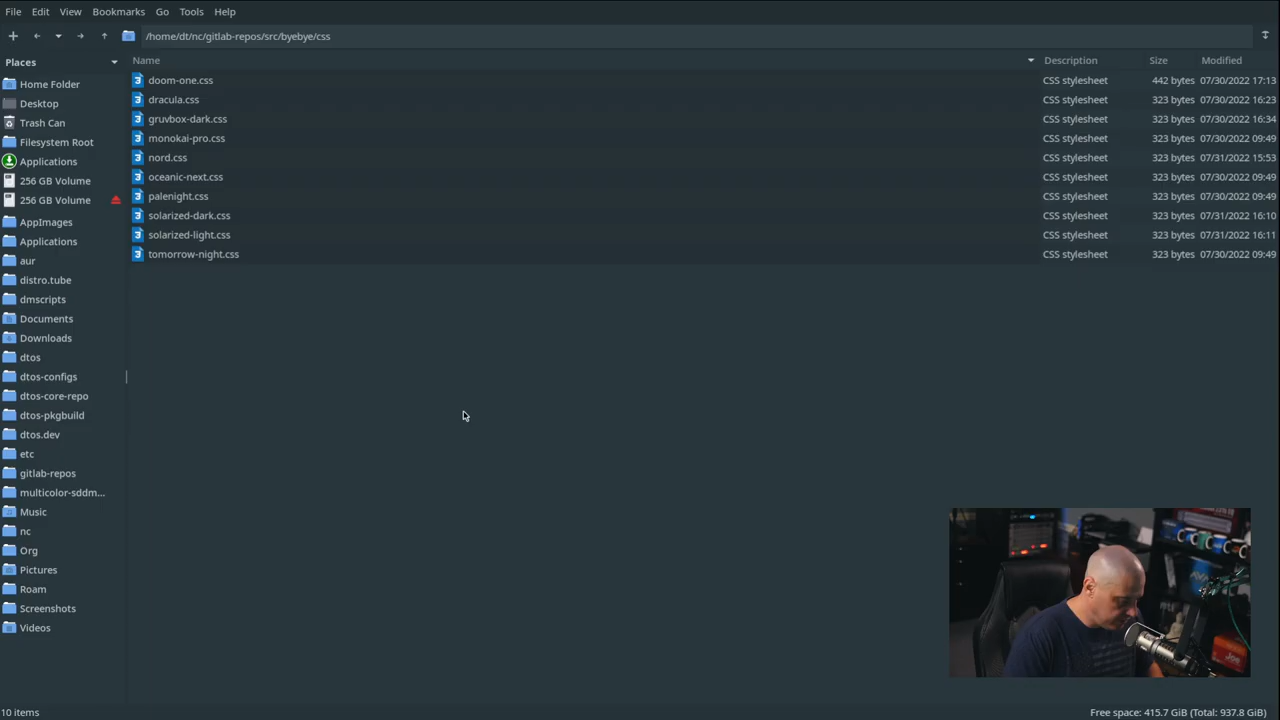 File Edit View Bookmarks Go Tools Help
/home/dt/nc/gitlab-repos/src/byebye/css
Places
Home Folder
Desktop
Trash Can
Filesystem Root
Applications
256 GB Volume
256 GB Volume
AppImages
Applications
aur
distro.tube
dmscripts
Documents
Downloads
dtos
dtos-configs
dtos-core-repo
dtos-pkgbuild
dtos.dev
etc
gitlab-repos
multicolor-sddm...
Music
nc
Org
Pictures
Roam
Screenshots
Videos
Name Description Size Modified
doom-one.css CSS stylesheet 442 bytes 07/30/2022 17:13
dracula.css CSS stylesheet 323 bytes 07/30/2022 16:23
gruvbox-dark.css CSS stylesheet 323 bytes 07/30/2022 16:34
monokai-pro.css CSS stylesheet 323 bytes 07/30/2022 09:49
nord.css CSS stylesheet 323 bytes 07/31/2022 15:53
oceanic-next.css CSS stylesheet 323 bytes 07/30/2022 09:49
palenight.css CSS stylesheet 323 bytes 07/30/2022 09:49
solarized-dark.css CSS stylesheet 323 bytes 07/31/2022 16:10
solarized-light.css CSS stylesheet 323 bytes 07/31/2022 16:11
tomorrow-night.css CSS stylesheet 323 bytes 07/30/2022 09:49
10 items
Free space: 415.7 GiB (Total: 937.8 GiB)